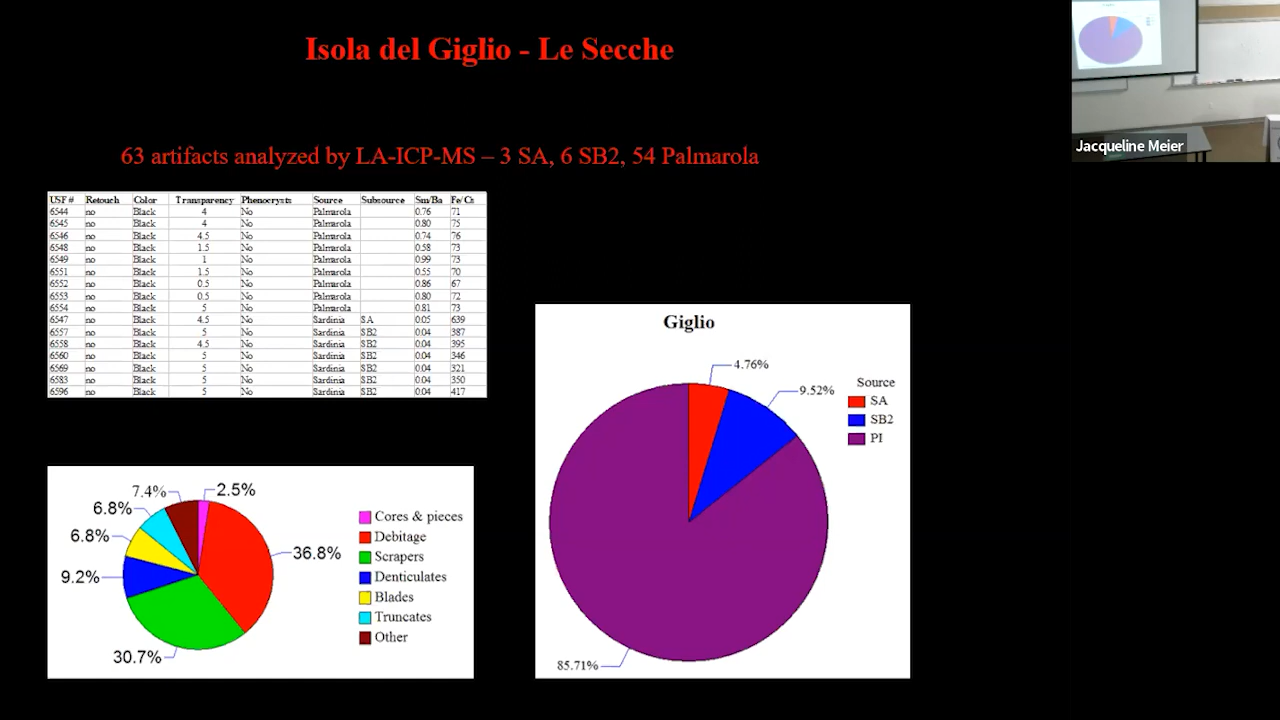 Isola del Giglio - Le Secche
63 artifacts analyzed by LA-ICP-MS – 3 SA, 6 SB2, 54 Palmarola
USF # Retouch Color Transparency Phenocrysts Source Subsource Sm/Ba Fe/Cs
6544 no Black 4 No Palmarola 0.76 71
6545 no Black 4 No Palmarola 0.80 75
6546 no Black 4.5 No Palmarola 0.74 76
6548 no Black 1.5 No Palmarola 0.58 73
6549 no Black 1 No Palmarola 0.99 73
6551 no Black 1.5 No Palmarola 0.55 70
6552 no Black 0.5 No Palmarola 0.86 67
6553 no Black 0.5 No Palmarola 0.80 72
6554 no Black 5 No Palmarola 0.81 73
6547 no Black 4.5 No Sardinia SA 0.05 639
6557 no Black 5 No Sardinia SB2 0.04 387
6558 no Black 4.5 No Sardinia SB2 0.04 395
6560 no Black 5 No Sardinia SB2 0.04 346
6569 no Black 5 No Sardinia SB2 0.04 321
6583 no Black 5 No Sardinia SB2 0.04 350
6596 no Black 5 No Sardinia SB2 0.04 417
Giglio
4.76%
9.52%
85.71%
Source
SA
SB2
PI
7.4%
2.5%
6.8%
6.8%
36.8%
9.2%
30.7%
Cores & pieces
Debitage
Scrapers
Denticulates
Blades
Truncates
Other
Jacqueline Meier